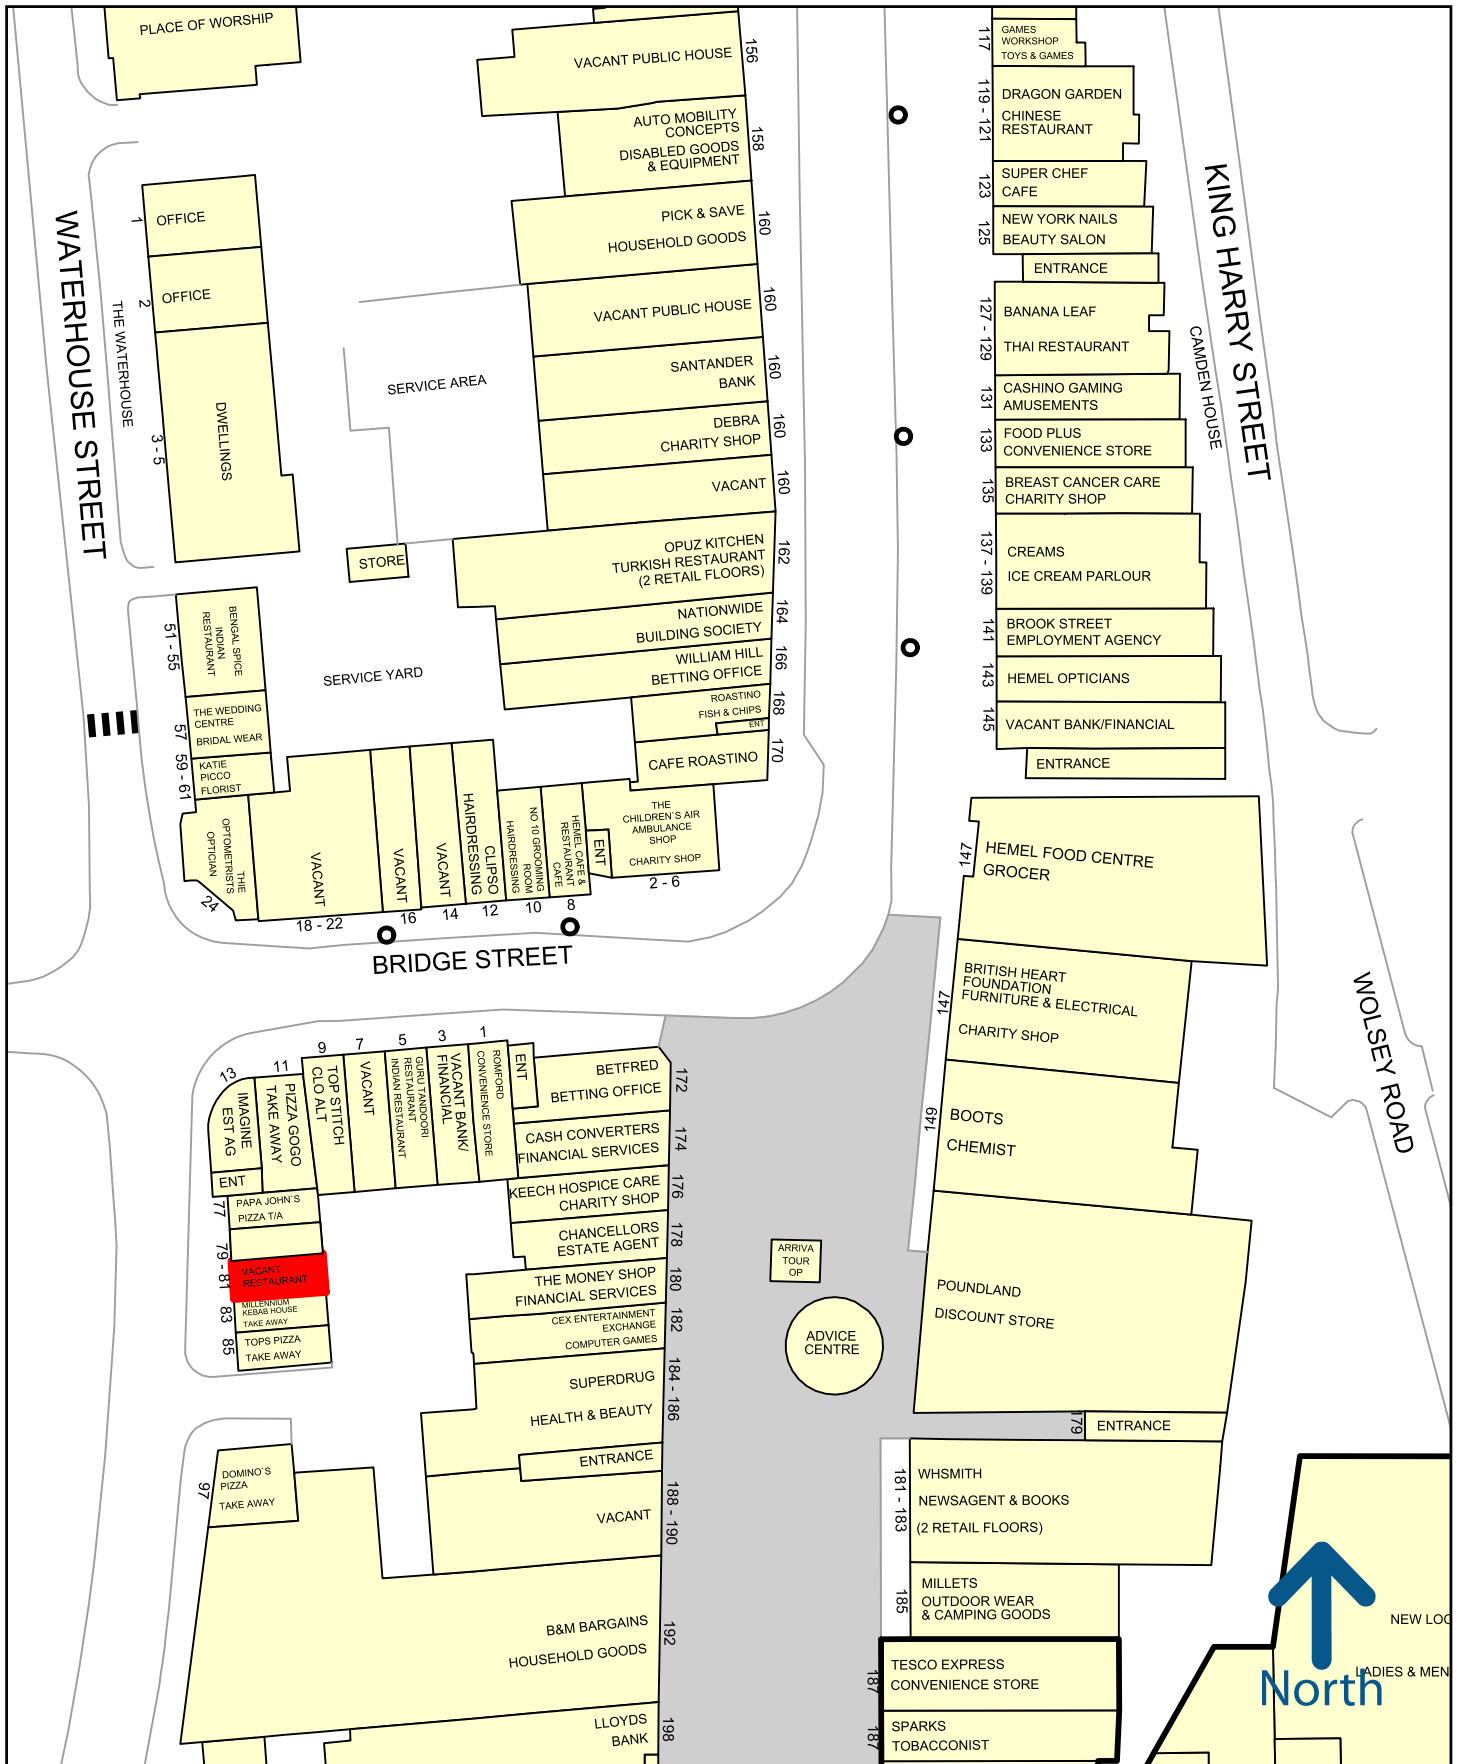 PLACE OF WORSHIP
WATERHOUSE STREET
THE WATERHOUSE
1
OFFICE
2
OFFICE
3 - 5
DWELLINGS
SERVICE AREA
STORE
SERVICE YARD
VACANT PUBLIC HOUSE
156
AUTO MOBILITY
CONCEPTS
DISABLED GOODS
& EQUIPMENT
158
PICK & SAVE
HOUSEHOLD GOODS
160
VACANT PUBLIC HOUSE
160
SANTANDER
BANK
160
DEBRA
CHARITY SHOP
160
VACANT
160
OPUZ KITCHEN
TURKISH RESTAURANT
(2 RETAIL FLOORS)
162
NATIONWIDE
BUILDING SOCIETY
164
WILLIAM HILL
BETTING OFFICE
166
ROASTINO
FISH & CHIPS
ENT
168
CAFE ROASTINO
170
117
GAMES
WORKSHOP
TOYS & GAMES
119 - 121
DRAGON GARDEN
CHINESE
RESTAURANT
123
SUPER CHEF
CAFE
125
NEW YORK NAILS
BEAUTY SALON
ENTRANCE
127 - 129
BANANA LEAF
THAI RESTAURANT
131
CASHINO GAMING
AMUSEMENTS
133
FOOD PLUS
CONVENIENCE STORE
135
BREAST CANCER CARE
CHARITY SHOP
137 - 139
CREAMS
ICE CREAM PARLOUR
141
BROOK STREET
EMPLOYMENT AGENCY
143
HEMEL OPTICIANS
145
VACANT BANK/FINANCIAL
ENTRANCE
KING HARRY STREET
CAMDEN HOUSE
51 - 55
BENGAL SPICE
INDIAN
RESTAURANT
57
THE WEDDING
CENTRE
BRIDAL WEAR
59 - 61
KATIE
PICCO
FLORIST
THIE
OPTOMETRISTS
OPTICIAN
24
VACANT
18 - 22
VACANT
16
VACANT
14
CLIPSO
HAIRDRESSING
12
NO 10 GROOMING
ROOM
HAIRDRESSING
10
HEMEL CAFE &
RESTAURANT
CAFE
8
ENT
THE
CHILDREN`S AIR
AMBULANCE
SHOP
CHARITY SHOP
2 - 6
BRIDGE STREET
147
HEMEL FOOD CENTRE
GROCER
147
BRITISH HEART
FOUNDATION
FURNITURE & ELECTRICAL
CHARITY SHOP
149
BOOTS
CHEMIST
WOLSEY ROAD
POUNDLAND
DISCOUNT STORE
179
ENTRANCE
13
IMAGINE
EST AG
ENT
11
PIZZA GOGO
TAKE AWAY
9
TOP STITCH
CLO ALT
7
VACANT
5
GURU TANDOORI
RESTAURANT
INDIAN RESTAURANT
3
VACANT BANK/
FINANCIAL
1
ROMFORD
CONVENIENCE STORE
ENT
BETFRED
BETTING OFFICE
172
CASH CONVERTERS
FINANCIAL SERVICES
174
KEECH HOSPICE CARE
CHARITY SHOP
176
CHANCELLORS
ESTATE AGENT
178
THE MONEY SHOP
FINANCIAL SERVICES
180
CEX ENTERTAINMENT
EXCHANGE
COMPUTER GAMES
182
SUPERDRUG
HEALTH & BEAUTY
184 - 186
ENTRANCE
VACANT
188 - 190
77
PAPA JOHN`S
PIZZA T/A
79 - 81
VACANT
RESTAURANT
83
MILLENNIUM
KEBAB HOUSE
TAKE AWAY
85
TOPS PIZZA
TAKE AWAY
97
DOMINO`S
PIZZA
TAKE AWAY
B&M BARGAINS
HOUSEHOLD GOODS
192
LLOYDS
BANK
198
ARRIVA
TOUR
OP
ADVICE
CENTRE
181 - 183
WHSMITH
NEWSAGENT & BOOKS
(2 RETAIL FLOORS)
185
MILLETS
OUTDOOR WEAR
& CAMPING GOODS
187
TESCO EXPRESS
CONVENIENCE STORE
187
SPARKS
TOBACCONIST
NEW LOO
LADIES & MEN
North